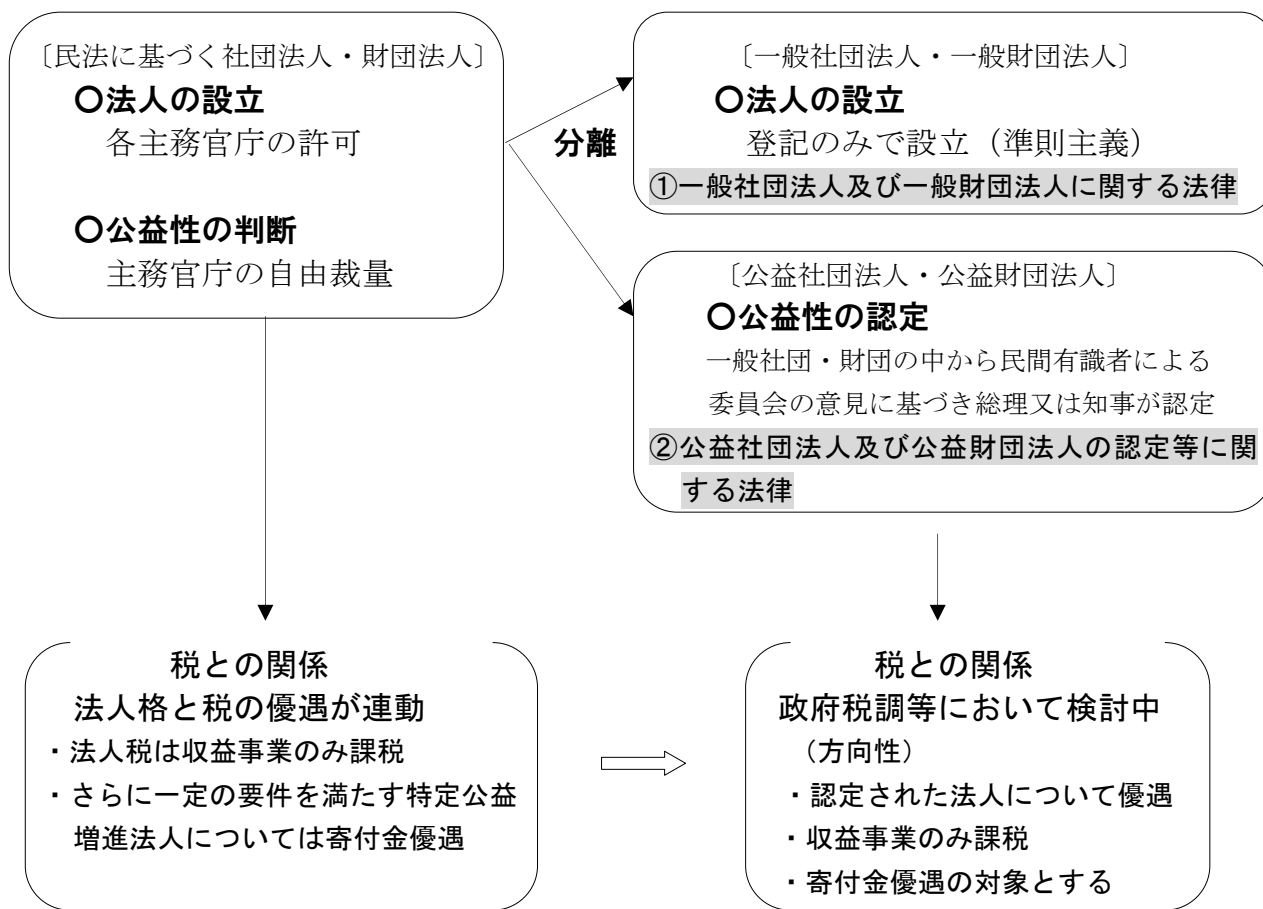 〔民法に基づく社団法人・財団法人〕
〇法人の設立
各主務官庁の許可
〇公益性の判断
主務官庁の自由裁量
分離
〔一般社団法人・一般財団法人〕
〇法人の設立
登記のみで設立（準則主義）
①一般社団法人及び一般財団法人に関する法律
〔公益社団法人・公益財団法人〕
〇公益性の認定
一般社団・財団の中から民間有識者による
委員会の意見に基づき総理又は知事が認定
②公益社団法人及び公益財団法人の認定等に関
する法律
税との関係
法人格と税の優遇が連動
・法人税は収益事業のみ課税
・さらに一定の要件を満たす特定公益
増進法人については寄付金優遇
税との関係
政府税調等において検討中
（方向性）
・認定された法人について優遇
・収益事業のみ課税
・寄付金優遇の対象とする